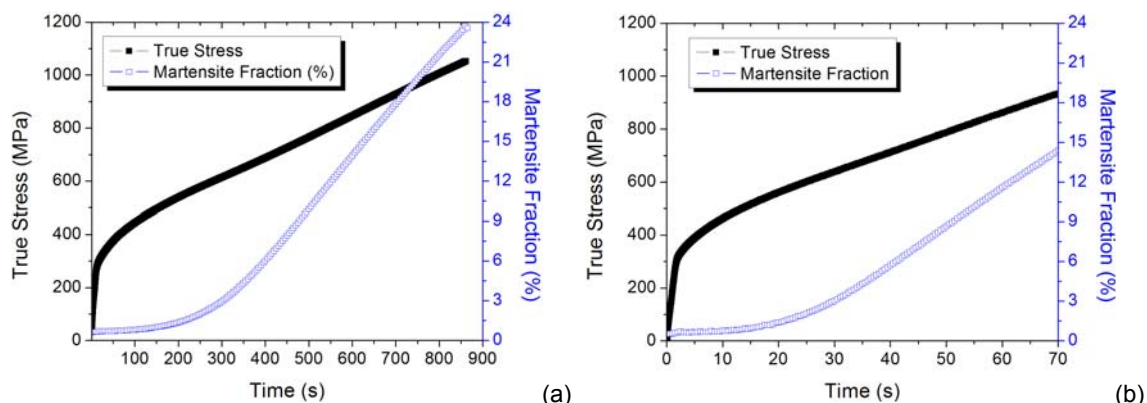 1200
1000
800
600
400
200
0
True Stress (MPa)
True Stress
Martensite Fraction (%)
24
21
18
15
12
9
6
3
0
Martensite Fraction (%)
100 200 300 400 500 600 700 800 900
Time (s)
(a)
1200
1000
800
600
400
200
0
True Stress (MPa)
True Stress
Martensite Fraction
24
21
18
15
12
9
6
3
0
Martensite Fraction (%)
0 10 20 30 40 50 60 70
Time (s)
(b)